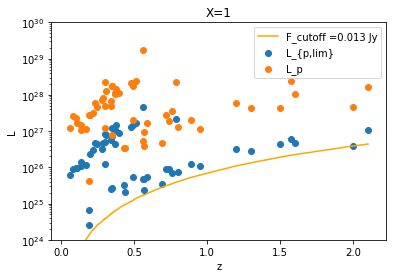 X=1
10^30
10^29
10^28
10^27
10^26
10^25
10^24
L
F_cutoff =0.013 Jy
L_{p,lim}
L_p
0.0 0.5 1.0 1.5 2.0
z